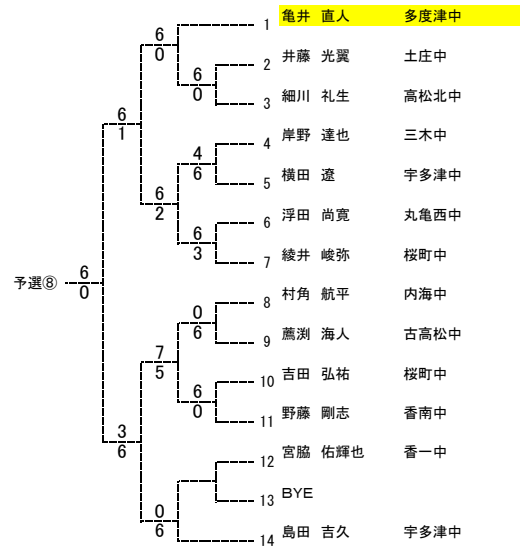 6
0
1 亀井 直人 多度津中
2 井藤 光翼 土庄中
6
0
3 細川 礼生 高松北中
6
1
4 岸野 達也 三木中
4
6
5 横田 遼 宇多津中
6
2
6 浮田 尚寛 丸亀西中
6
3
7 綾井 峻弥 桜町中
予選⑧
6
0
8 村角 航平 内海中
0
6
9 薦渕 海人 古高松中
7
5
10 吉田 弘祐 桜町中
6
0
11 野藤 剛志 香南中
3
6
12 宮脇 佑輝也 香一中
13 BYE
0
6
14 島田 吉久 宇多津中